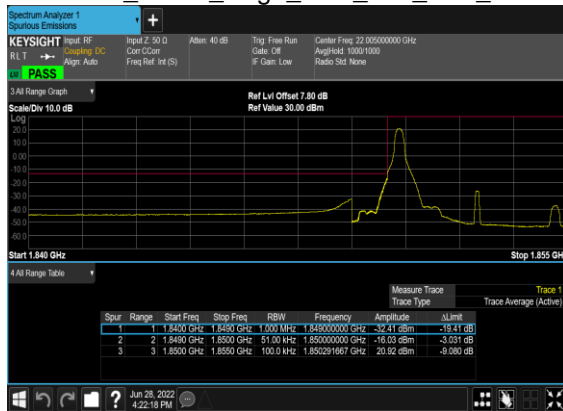 Spectrum Analyzer 1
Spurious Emissions
KEYSIGHT
Input: RF
Coupling: DC
Align: Auto
Input Z: 50 Ω
Corr CCorr
Freq Ref: Int (S)
Atten: 40 dB
Trig: Free Run
Gate: Off
IF Gain: Low
Center Freq: 22.005000000 GHz
Avg|Hold: 1000/1000
Radio Std: None
R L T
PASS
3 All Range Graph
Ref Lvl Offset 7.80 dB
Scale/Div 10.0 dB
Ref Value 30.00 dBm
Log
20.0
10.0
0.00
-10.0
-20.0
-30.0
-40.0
-50.0
-60.0
Start 1.840 GHz
Stop 1.855 GH
4 All Range Table
Measure Trace Trace 1
Trace Type Trace Average (Active)
Spur Range Start Freq Stop Freq RBW Frequency Amplitude ΔLimit
1 1 1.8400 GHz 1.8490 GHz 1.000 MHz 1.849000000 GHz -32.41 dBm -19.41 dB
2 2 1.8490 GHz 1.8500 GHz 51.00 kHz 1.850000000 GHz -16.03 dBm -3.031 dB
3 3 1.8500 GHz 1.8550 GHz 100.0 kHz 1.850291667 GHz 20.92 dBm -9.080 dB
Jun 28, 2022
4:22:18 PM